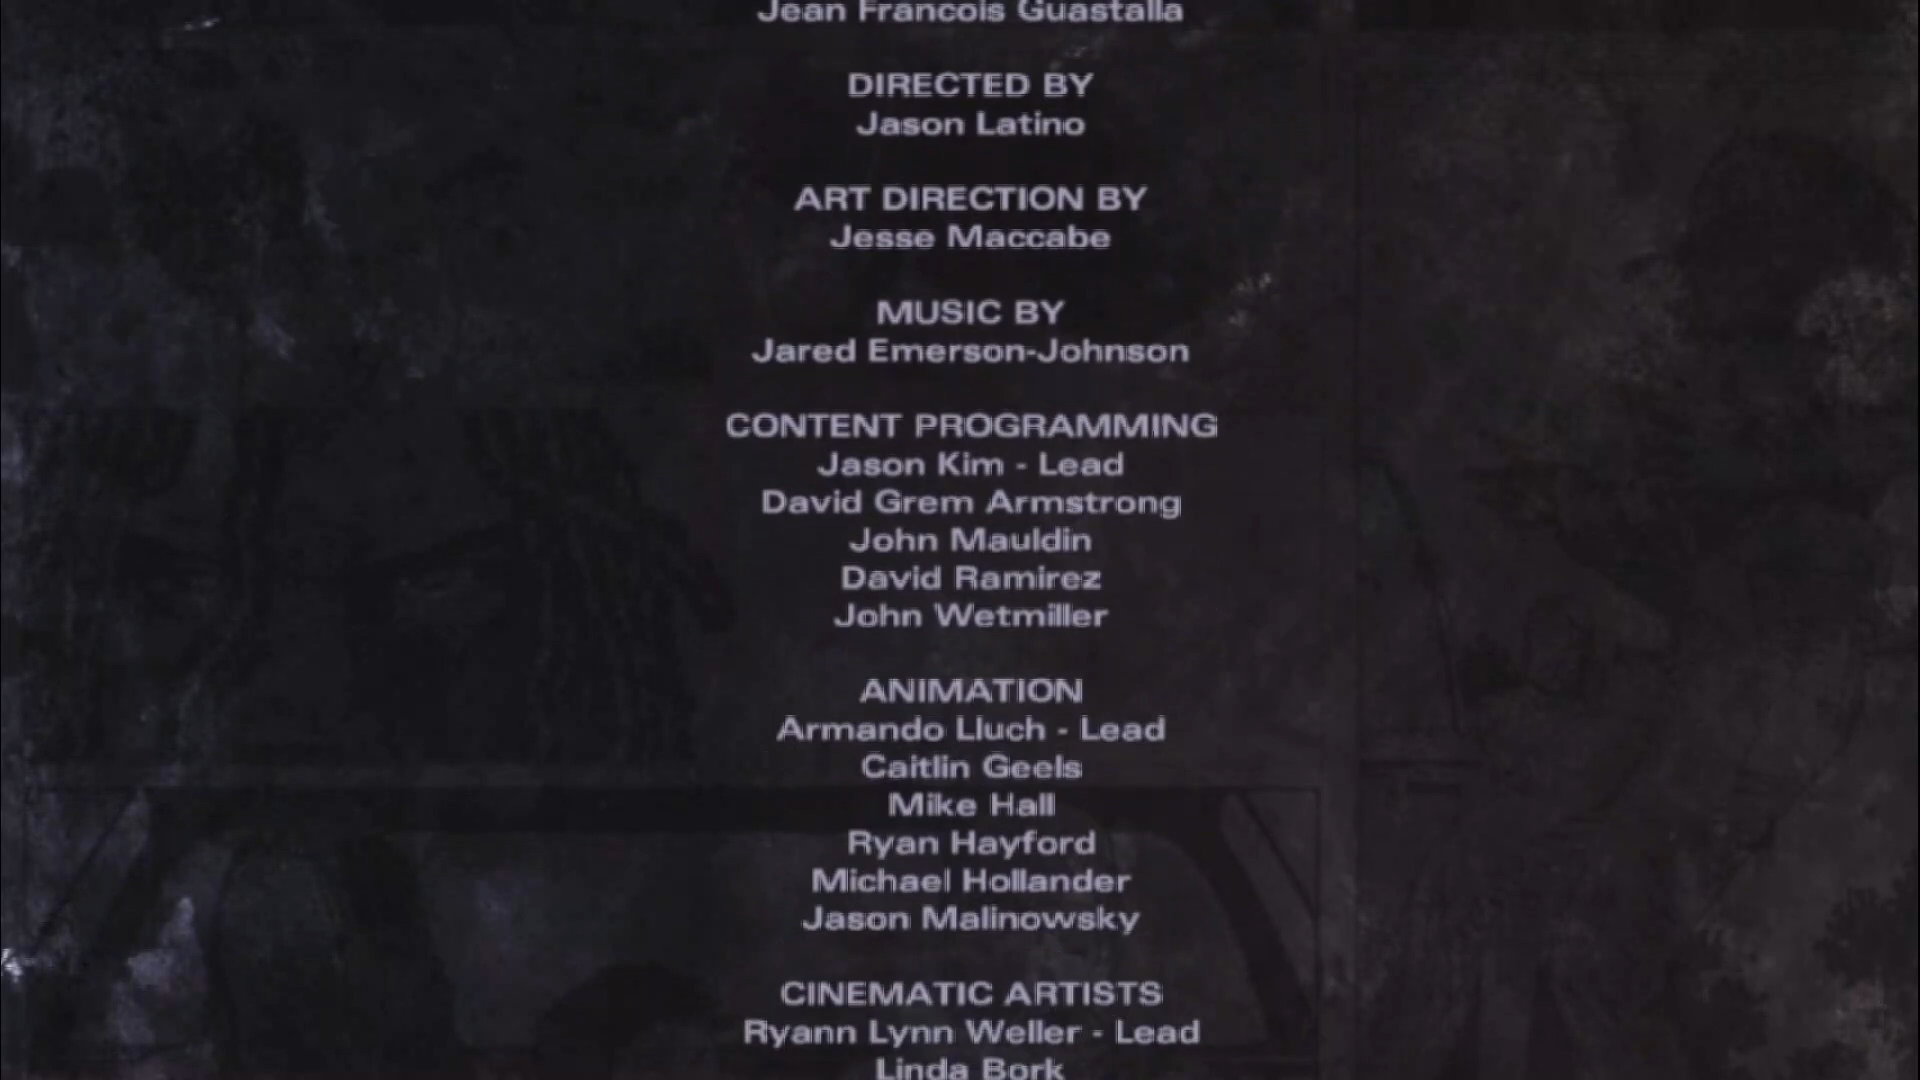 Jean Francois Guastalla
DIRECTED BY
Jason Latino
ART DIRECTION BY
Jesse Maccabe
MUSIC BY
Jared Emerson-Johnson
CONTENT PROGRAMMING
Jason Kim - Lead
David Grem Armstrong
John Mauldin
David Ramirez
John Wetmiller
ANIMATION
Armando Lluch - Lead
Caitlin Geels
Mike Hall
Ryan Hayford
Michael Hollander
Jason Malinowsky
CINEMATIC ARTISTS
Ryann Lynn Weller - Lead
Linda Bork